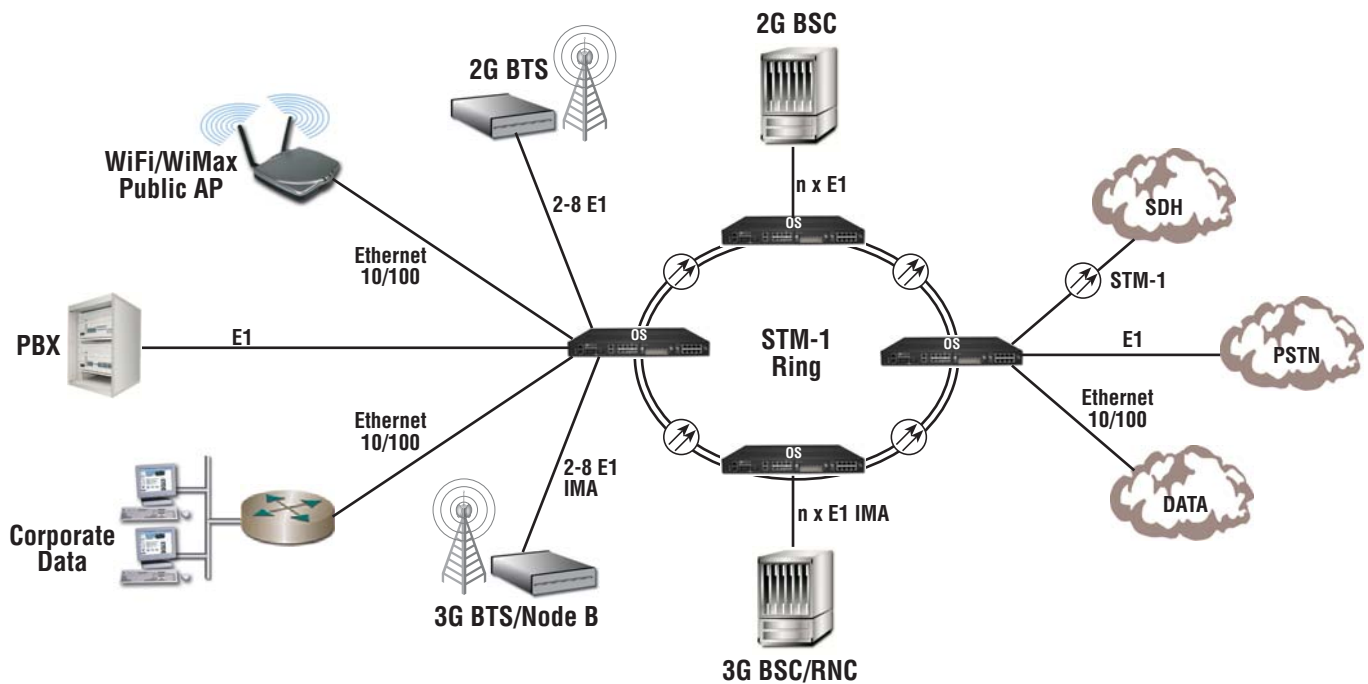 2G BSC
2G BTS
WiFi/WiMax
Public AP
n x E1
SDH
2-8 E1
OS
Ethernet
10/100
STM-1
PBX
E1
OS
STM-1
Ring
OS
E1
PSTN
Ethernet
10/100
Ethernet
10/100
OS
2-8 E1
IMA
DATA
n x E1 IMA
Corporate
Data
3G BTS/Node B
3G BSC/RNC